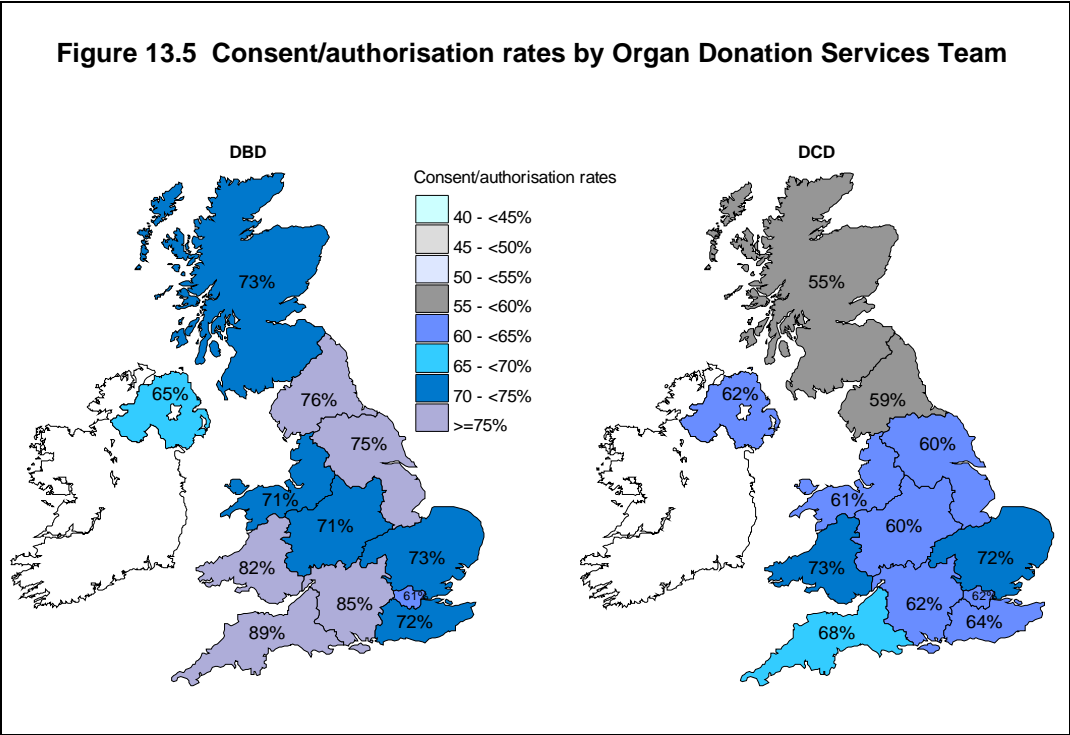 Figure 13.5  Consent/authorisation rates by Organ Donation Services Team
DBD
73%
65%
76%
75%
71%
71%
82%
73%
61%
85%
72%
89%
Consent/authorisation rates
40 - <45%
45 - <50%
50 - <55%
55 - <60%
60 - <65%
65 - <70%
70 - <75%
>=75%
DCD
55%
62%
59%
60%
61%
60%
73%
72%
62%
62%
64%
68%